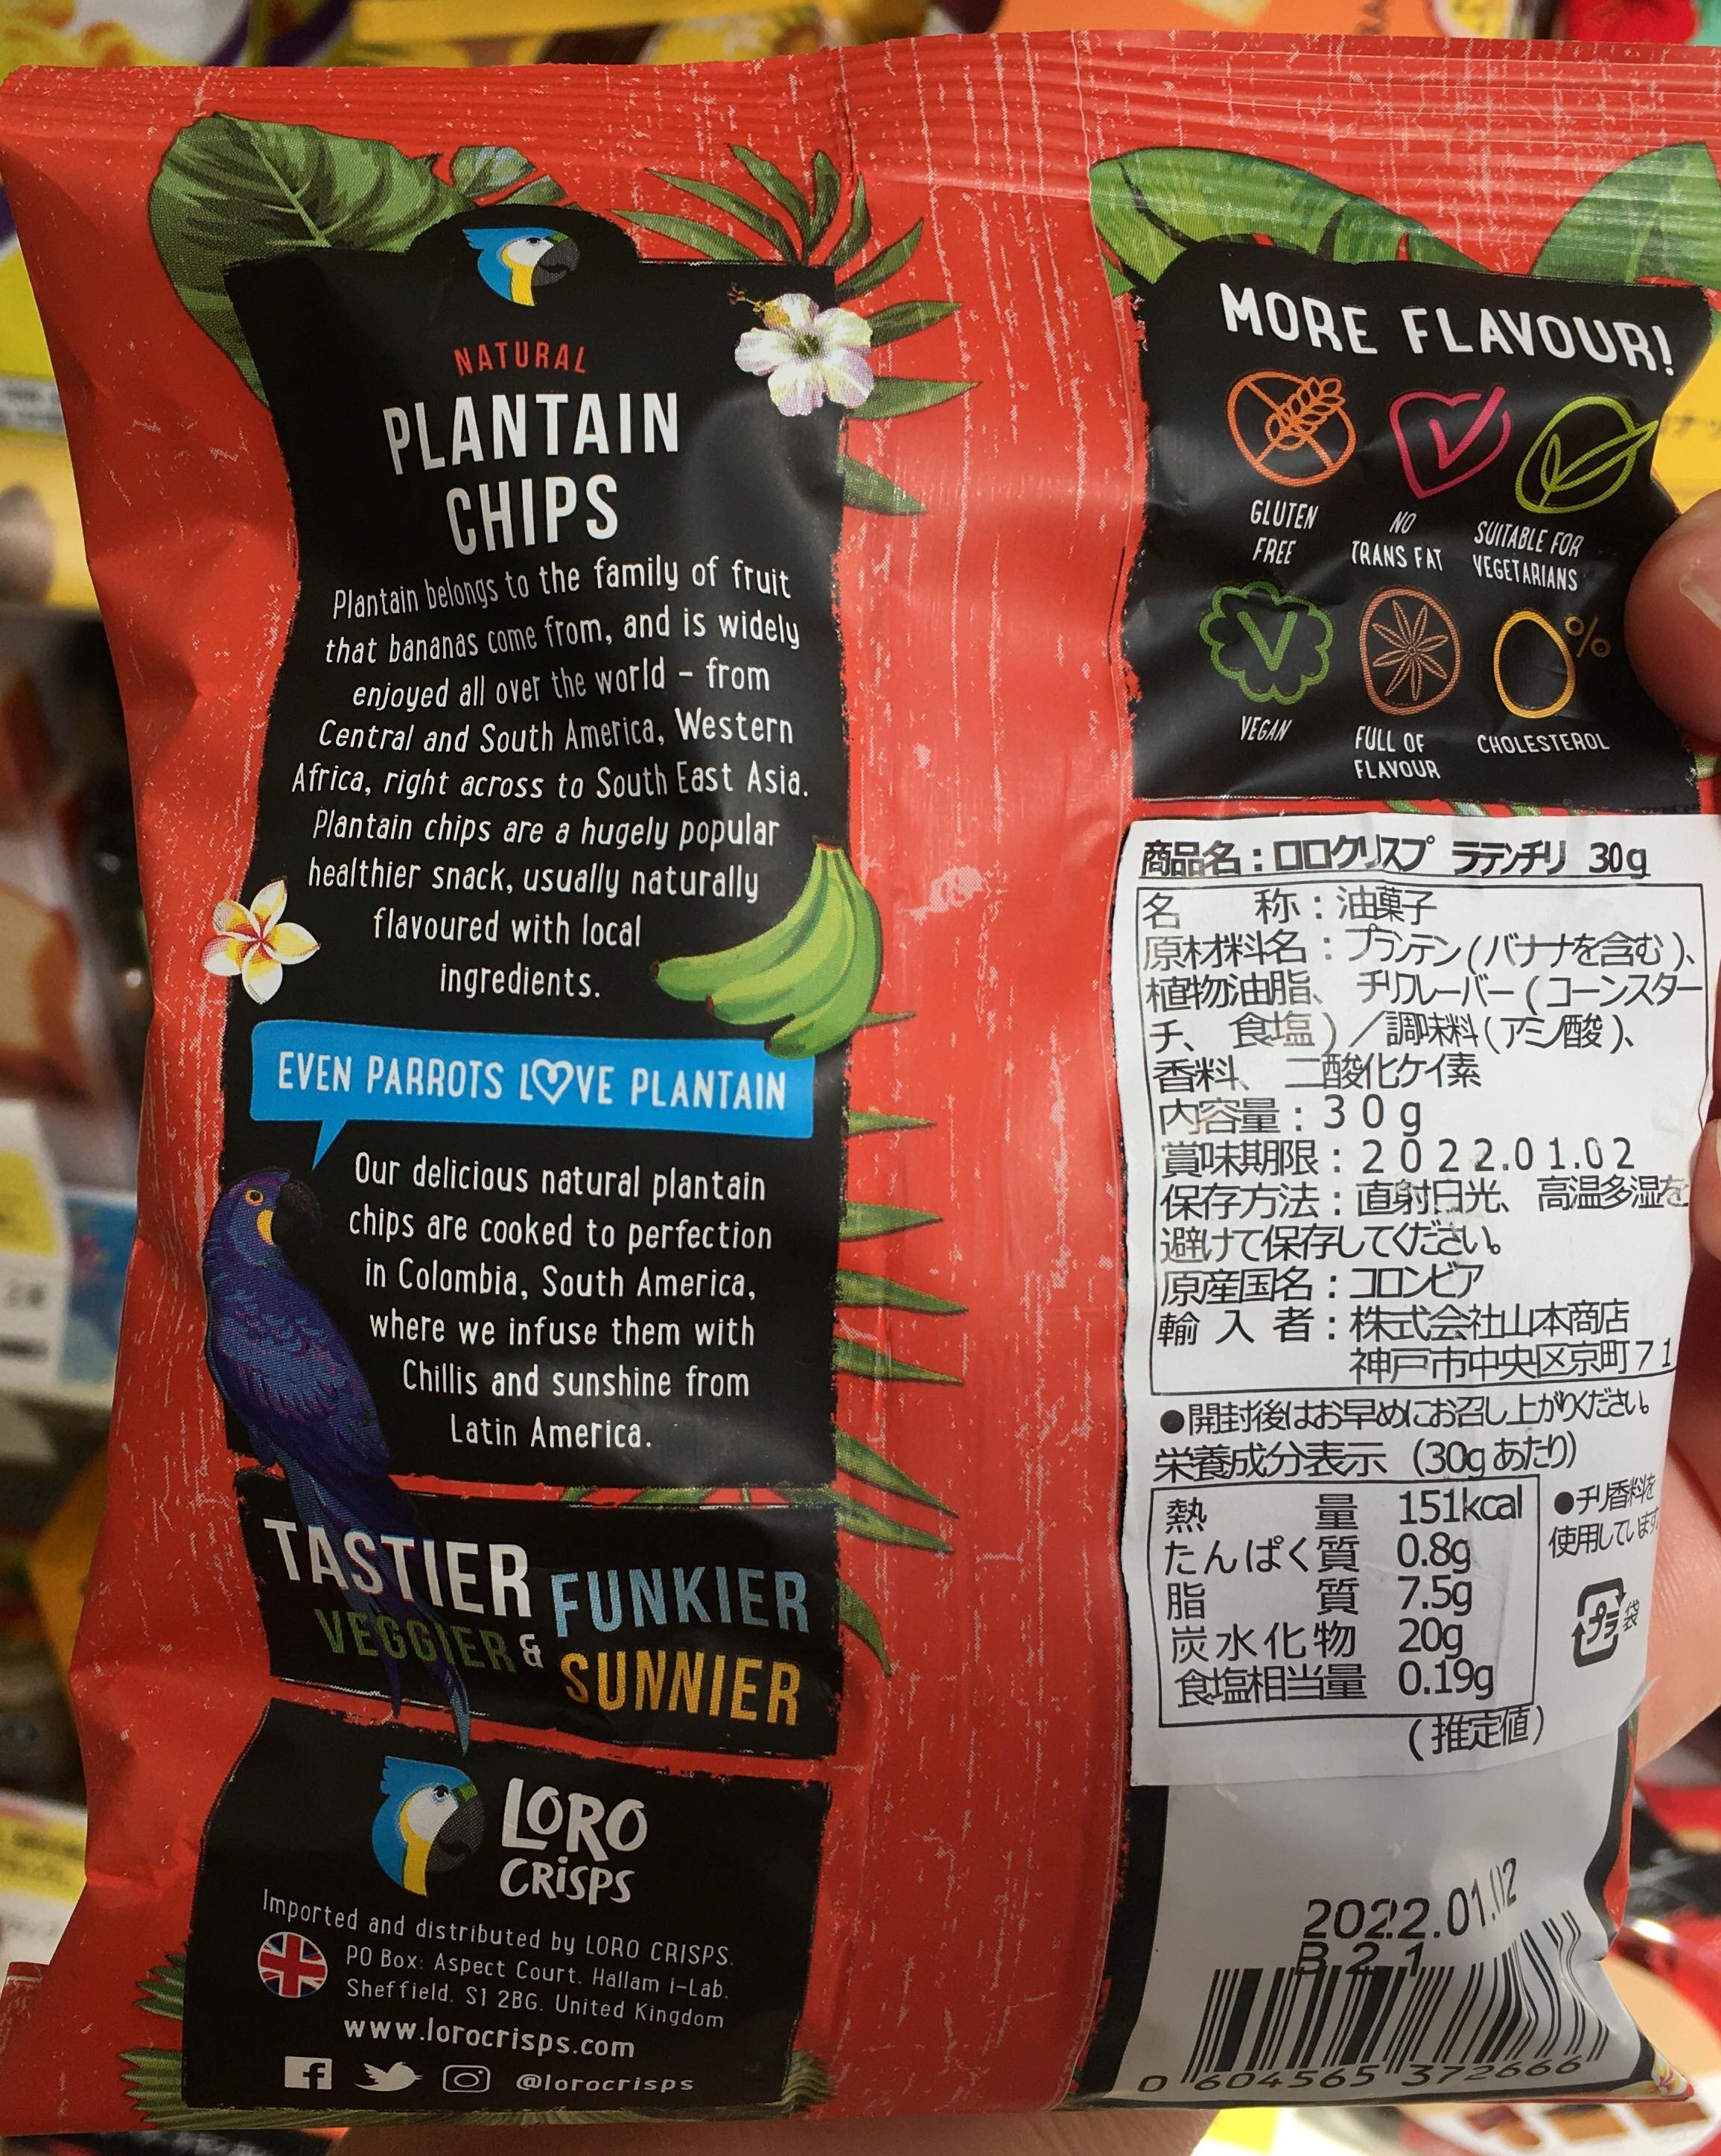 NATURAL
PLANTAIN
CHIPS
Plantain belongs to the family of fruit
that bananas come from, and is widely
enjoyed all over the world – from
Central and South America, Western
Africa, right across to South East Asia.
Plantain chips are a hugely popular
healthier snack, usually naturally
flavoured with local
ingredients.
EVEN PARROTS LOVE PLANTAIN
Our delicious natural plantain
chips are cooked to perfection
in Colombia, South America,
where we infuse them with
Chillis and sunshine from
Latin America.
TASTIER FUNKIER
VEGGIER & SUNNIER
LORO
CRISPS
Imported and distributed by LORO CRISPS.
PO Box: Aspect Court. Hallam i-Lab.
Sheffield. S1 2BG. United Kingdom
www.lorocrisps.com
@lorocrisps
MORE FLAVOUR!
GLUTEN
FREE
NO
TRANS FAT
SUITABLE FOR
VEGETARIANS
VEGAN
FULL OF
FLAVOUR
%
CHOLESTEROL
商品名：ロロクリスプ ラテンチリ 30g
名 称：油菓子
原材料名：プランテン（バナナを含む）、
植物油脂、チリフレーバー（コーンスター
チ、食塩）／調味料（アミノ酸）、
香料、二酸化ケイ素
内容量：30g
賞味期限：2022.01.02
保存方法：直射日光、高温多湿を
避けて保存してください。
原産国名：コロンビア
輸入者：株式会社山本商店
神戸市中央区京町71
●開封後はお早めにお召し上がりください。
栄養成分表示 （30gあたり）
熱 量 151kcal
たんぱく質 0.8g
脂 質 7.5g
炭水化物 20g
食塩相当量 0.19g
（推定値）
●チリ香料を
使用しています。
プラ
袋
2022.01.02
B 2 1
0 604565 372666